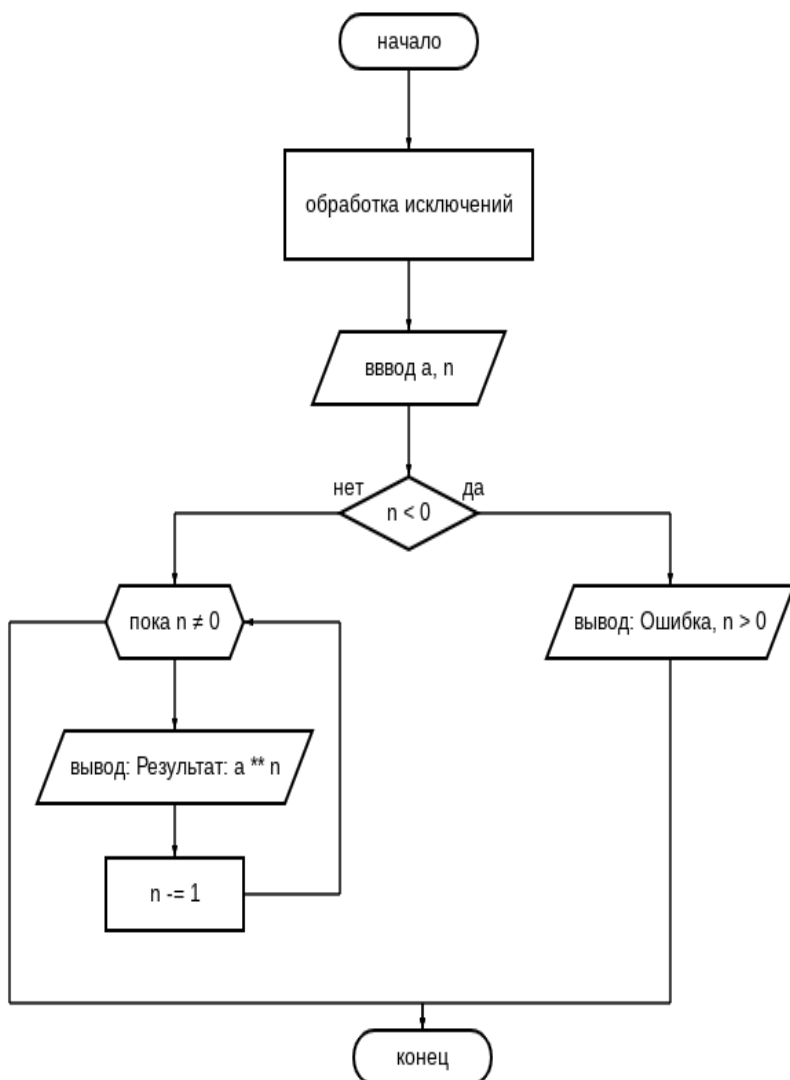 начало
обработка исключений
вввод a, n
нет
да
n < 0
пока n ≠ 0
вывод: Ошибка, n > 0
вывод: Результат: a ** n
n -= 1
конец